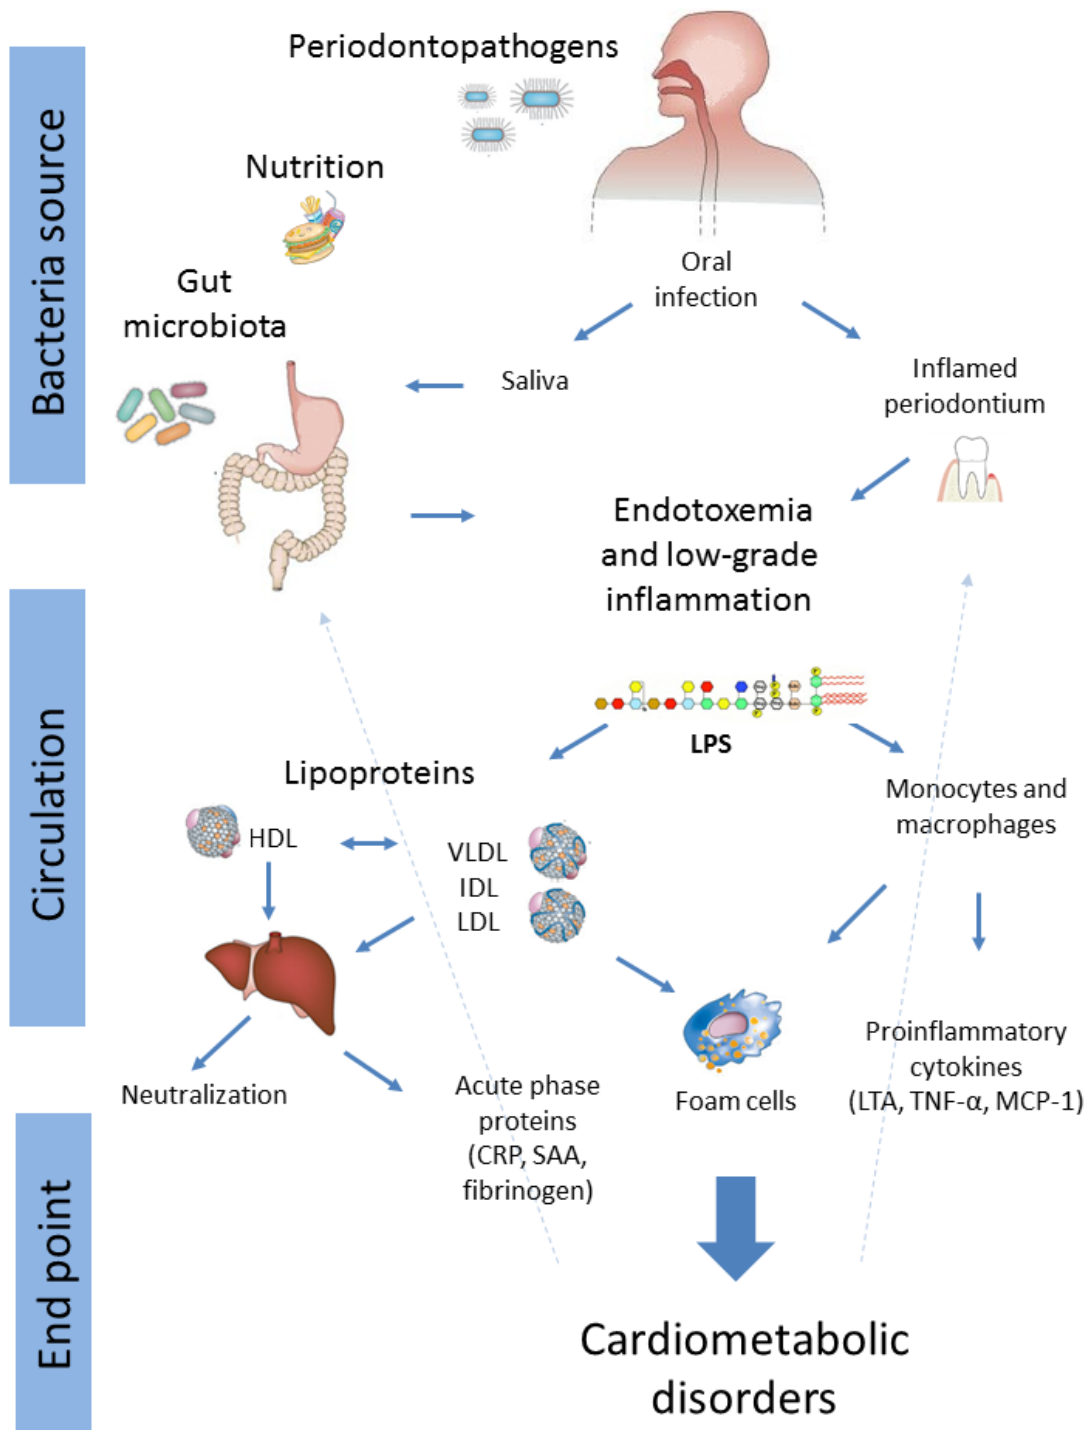 Periodontopathogens
Nutrition
Gut
microbiota
Bacteria source
Oral
infection
Saliva
Inflamed
periodontium
Endotoxemia
and low-grade
inflammation
LPS
Circulation
Lipoproteins
HDL
VLDL
IDL
LDL
Monocytes and
macrophages
Neutralization
Acute phase
proteins
(CRP, SAA,
fibrinogen)
Foam cells
Proinflammatory
cytokines
(LTA, TNF-α, MCP-1)
End point
Cardiometabolic
disorders